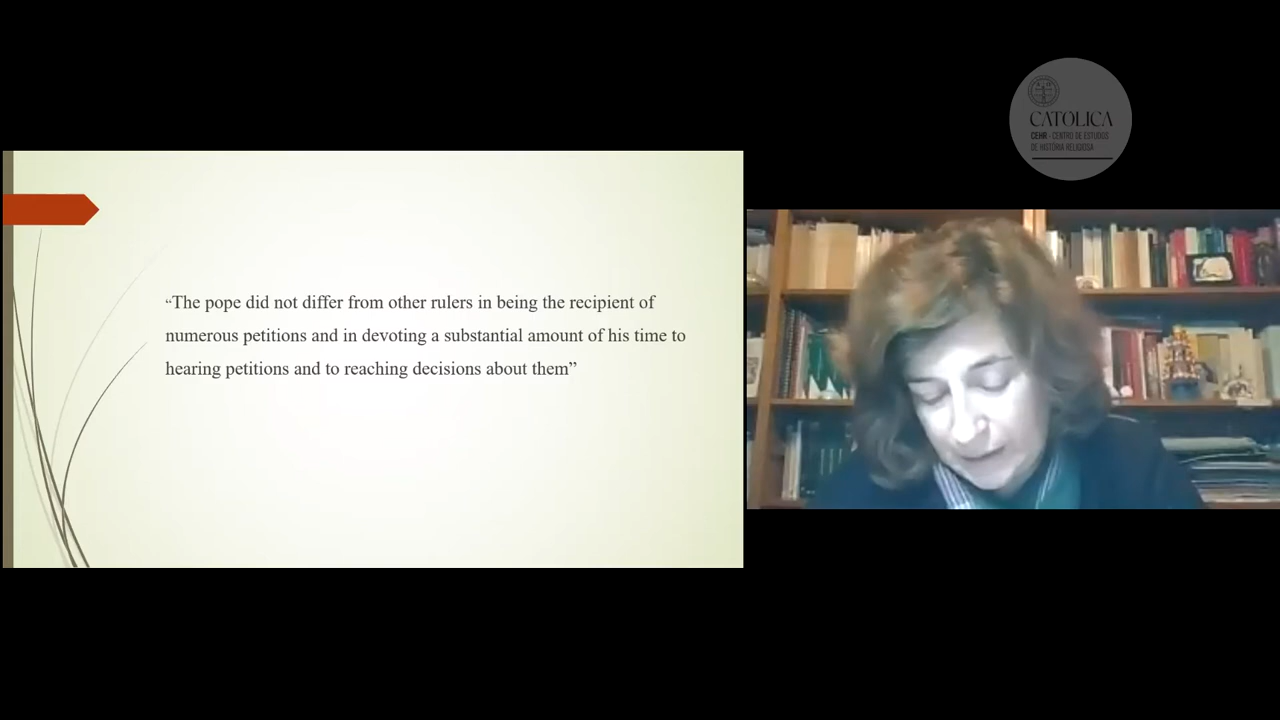 “The pope did not differ from other rulers in being the recipient of
numerous petitions and in devoting a substantial amount of his time to
hearing petitions and to reaching decisions about them”
CATOLICA
CEHR - CENTRO DE ESTUDOS
DE HISTÓRIA RELIGIOSA